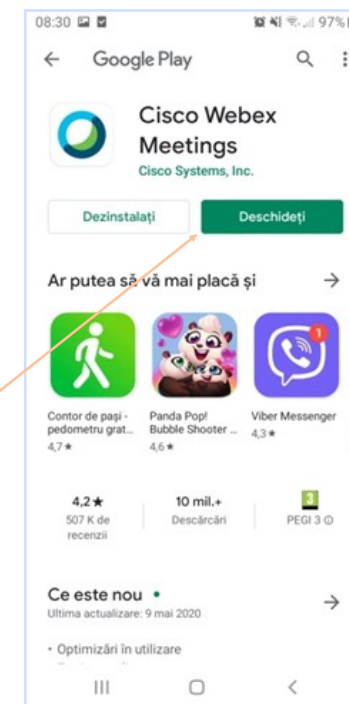 08:30 97%
Google Play
Cisco Webex
Meetings
Cisco Systems, Inc.
Dezinstalați Deschideți
Ar putea să vă mai placă și
1
Contor de pași - Panda Pop! Viber Messenger
pedometru grat... Bubble Shooter ... 4,3★
4,7★ 4,6★
4,2★ 10 mil.+ 3
507 K de Descărcări PEGI 3
recenzii
Ce este nou •
Ultima actualizare: 9 mai 2020
• Optimizări în utilizare